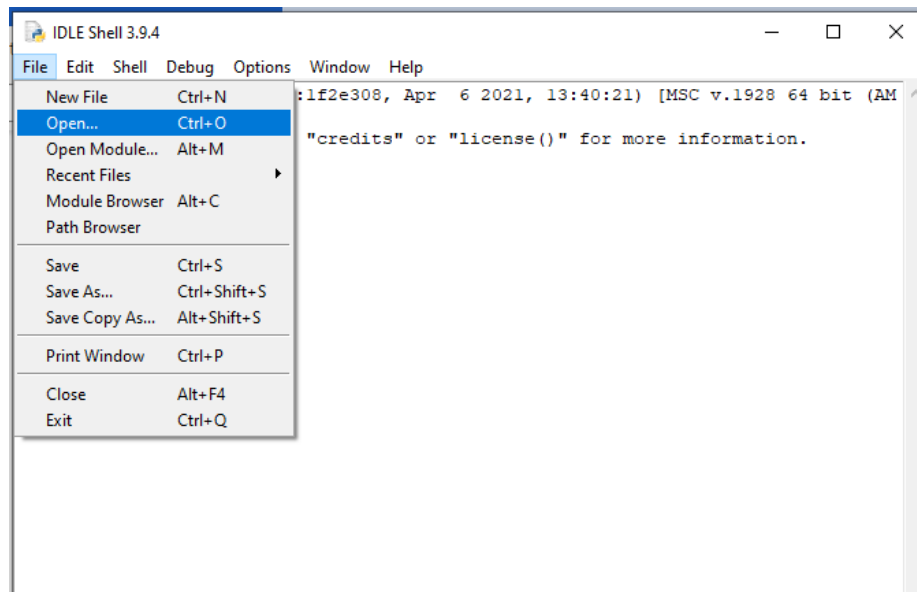 IDLE Shell 3.9.4
File Edit Shell Debug Options Window Help
:1f2e308, Apr 6 2021, 13:40:21) [MSC v.1928 64 bit (AM
"credits" or "license()" for more information.
New File Ctrl+N
Open... Ctrl+O
Open Module... Alt+M
Recent Files
Module Browser Alt+C
Path Browser
Save Ctrl+S
Save As... Ctrl+Shift+S
Save Copy As... Alt+Shift+S
Print Window Ctrl+P
Close Alt+F4
Exit Ctrl+Q